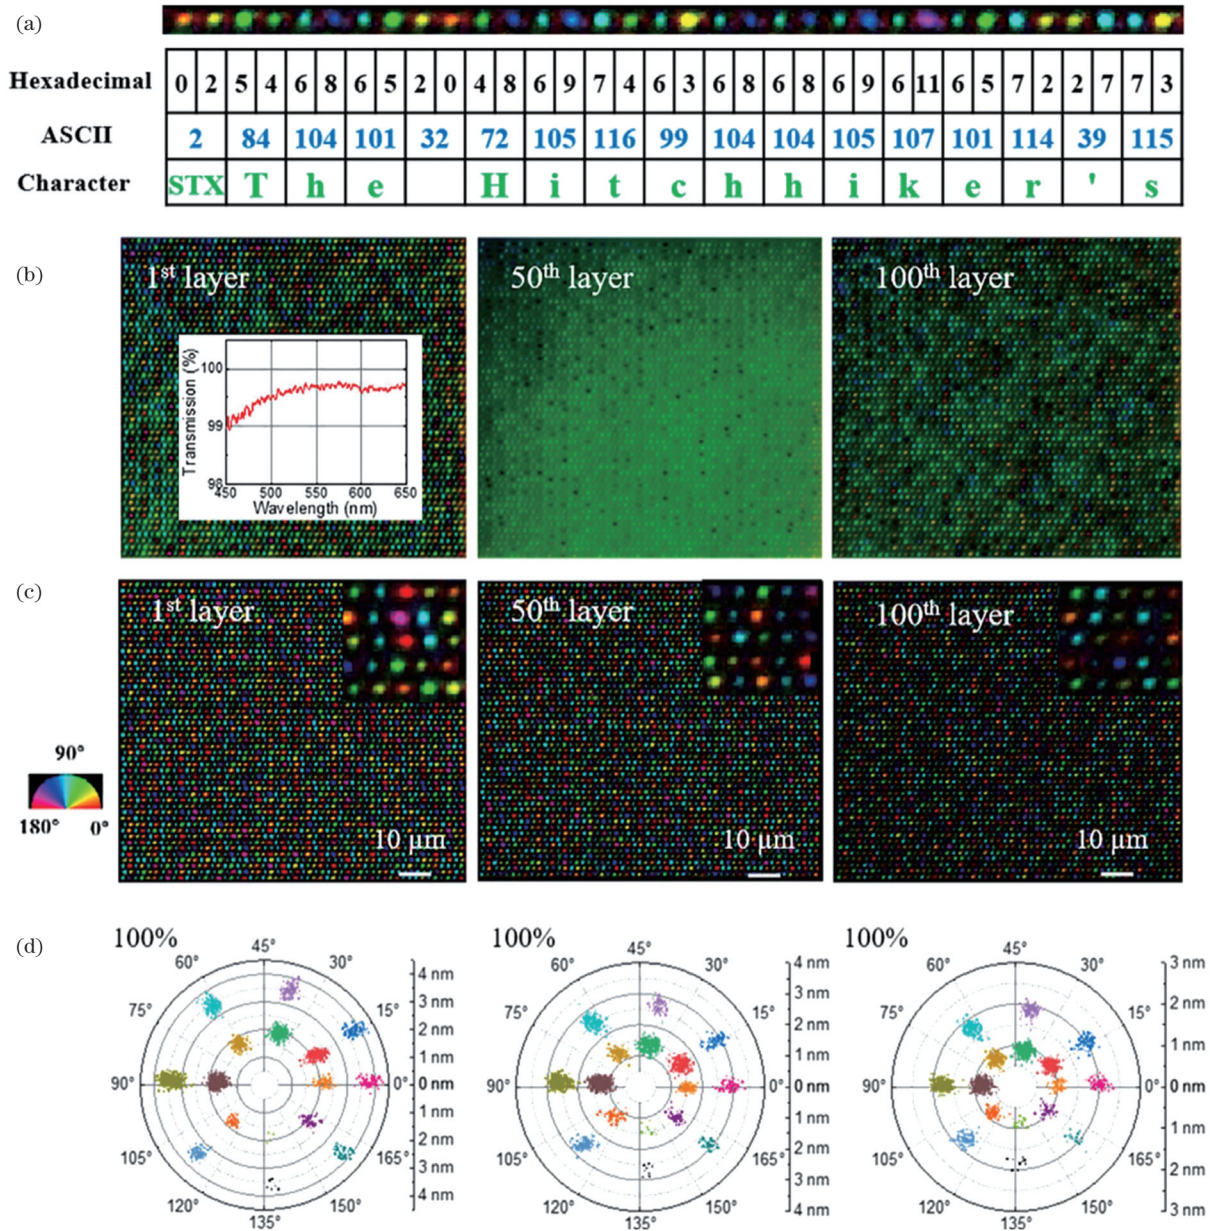 (a)
Hexadecimal 0 2 5 4 6 8 6 5 2 0 4 8 6 9 7 4 6 3 6 8 6 8 6 9 6 11 6 5 7 2 2 7 7 3
ASCII 2 84 104 101 32 72 105 116 99 104 104 105 107 101 114 39 115
Character STX T h e H i t c h h i k e r ' s
(b)
1st layer 50th layer 100th layer
Transmission (%)
100
99
98
450 500 550 600 650
Wavelength (nm)
(c)
1st layer 50th layer 100th layer
90°
180° 0°
10 μm 10 μm 10 μm
(d)
100% 100% 100%
45° 45° 45°
60° 30° 60° 30° 60° 30°
75° 15° 75° 15° 75° 15°
90° 0° 90° 0° 90° 0°
105° 165° 105° 165° 105° 165°
120° 150° 120° 150° 120° 150°
135° 135° 135°
4 nm 3 nm 2 nm 1 nm 0 nm 1 nm 2 nm 3 nm 4 nm
4 nm 3 nm 2 nm 1 nm 0 nm 1 nm 2 nm 3 nm 4 nm
3 nm 2 nm 1 nm 0 nm 1 nm 2 nm 3 nm